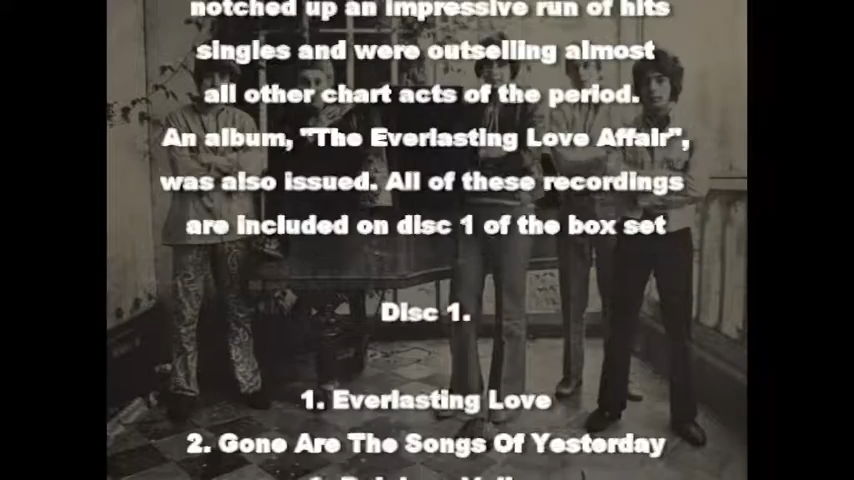 notched up an impressive run of hits
singles and were outselling almost
all other chart acts of the period.
An album, "The Everlasting Love Affair",
was also issued. All of these recordings
are included on disc 1 of the box set
Disc 1.
1. Everlasting Love
2. Gone Are The Songs Of Yesterday